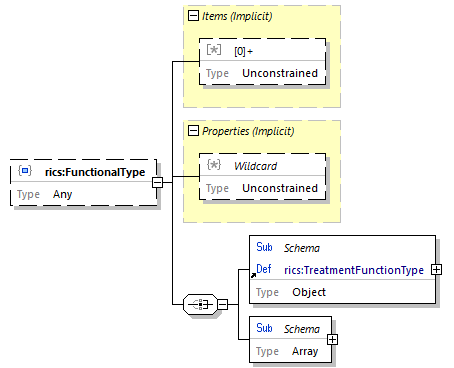 Items (Implicit)
[*] [0]+
Type Unconstrained
Properties (Implicit)
{*} Wildcard
Type Unconstrained
rics:FunctionalType
Type Any
Sub Schema
Def rics:TreatmentFunctionType
Type Object
Sub Schema
Type Array